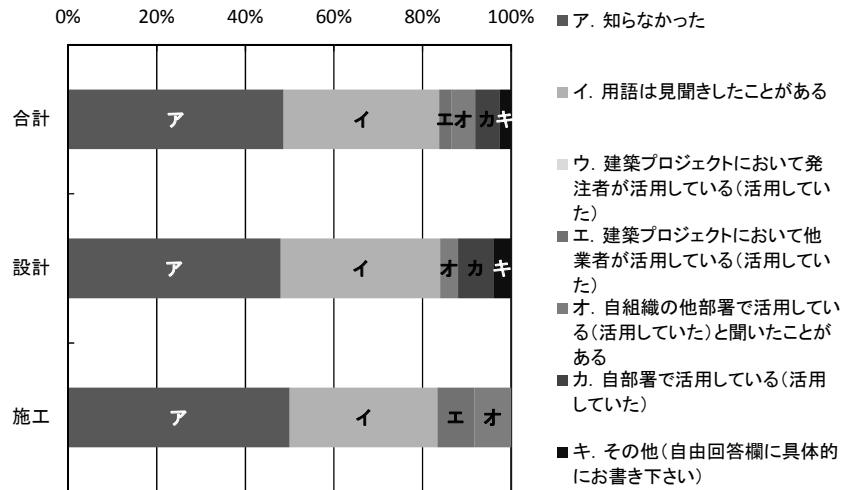 0% 20% 40% 60% 80% 100%
合計
ア イ エ オ カ キ
設計
ア イ オ カ キ
施工
ア イ エ オ
ア．知らなかった
イ．用語は見聞きしたことがある
ウ．建築プロジェクトにおいて発
注者が活用している（活用してい
た）
エ．建築プロジェクトにおいて他
業者が活用している（活用してい
た）
オ．自組織の他部署で活用してい
る（活用していた）と聞いたことが
ある
カ．自部署で活用している（活用
していた）
キ．その他（自由回答欄に具体的
にお書き下さい）